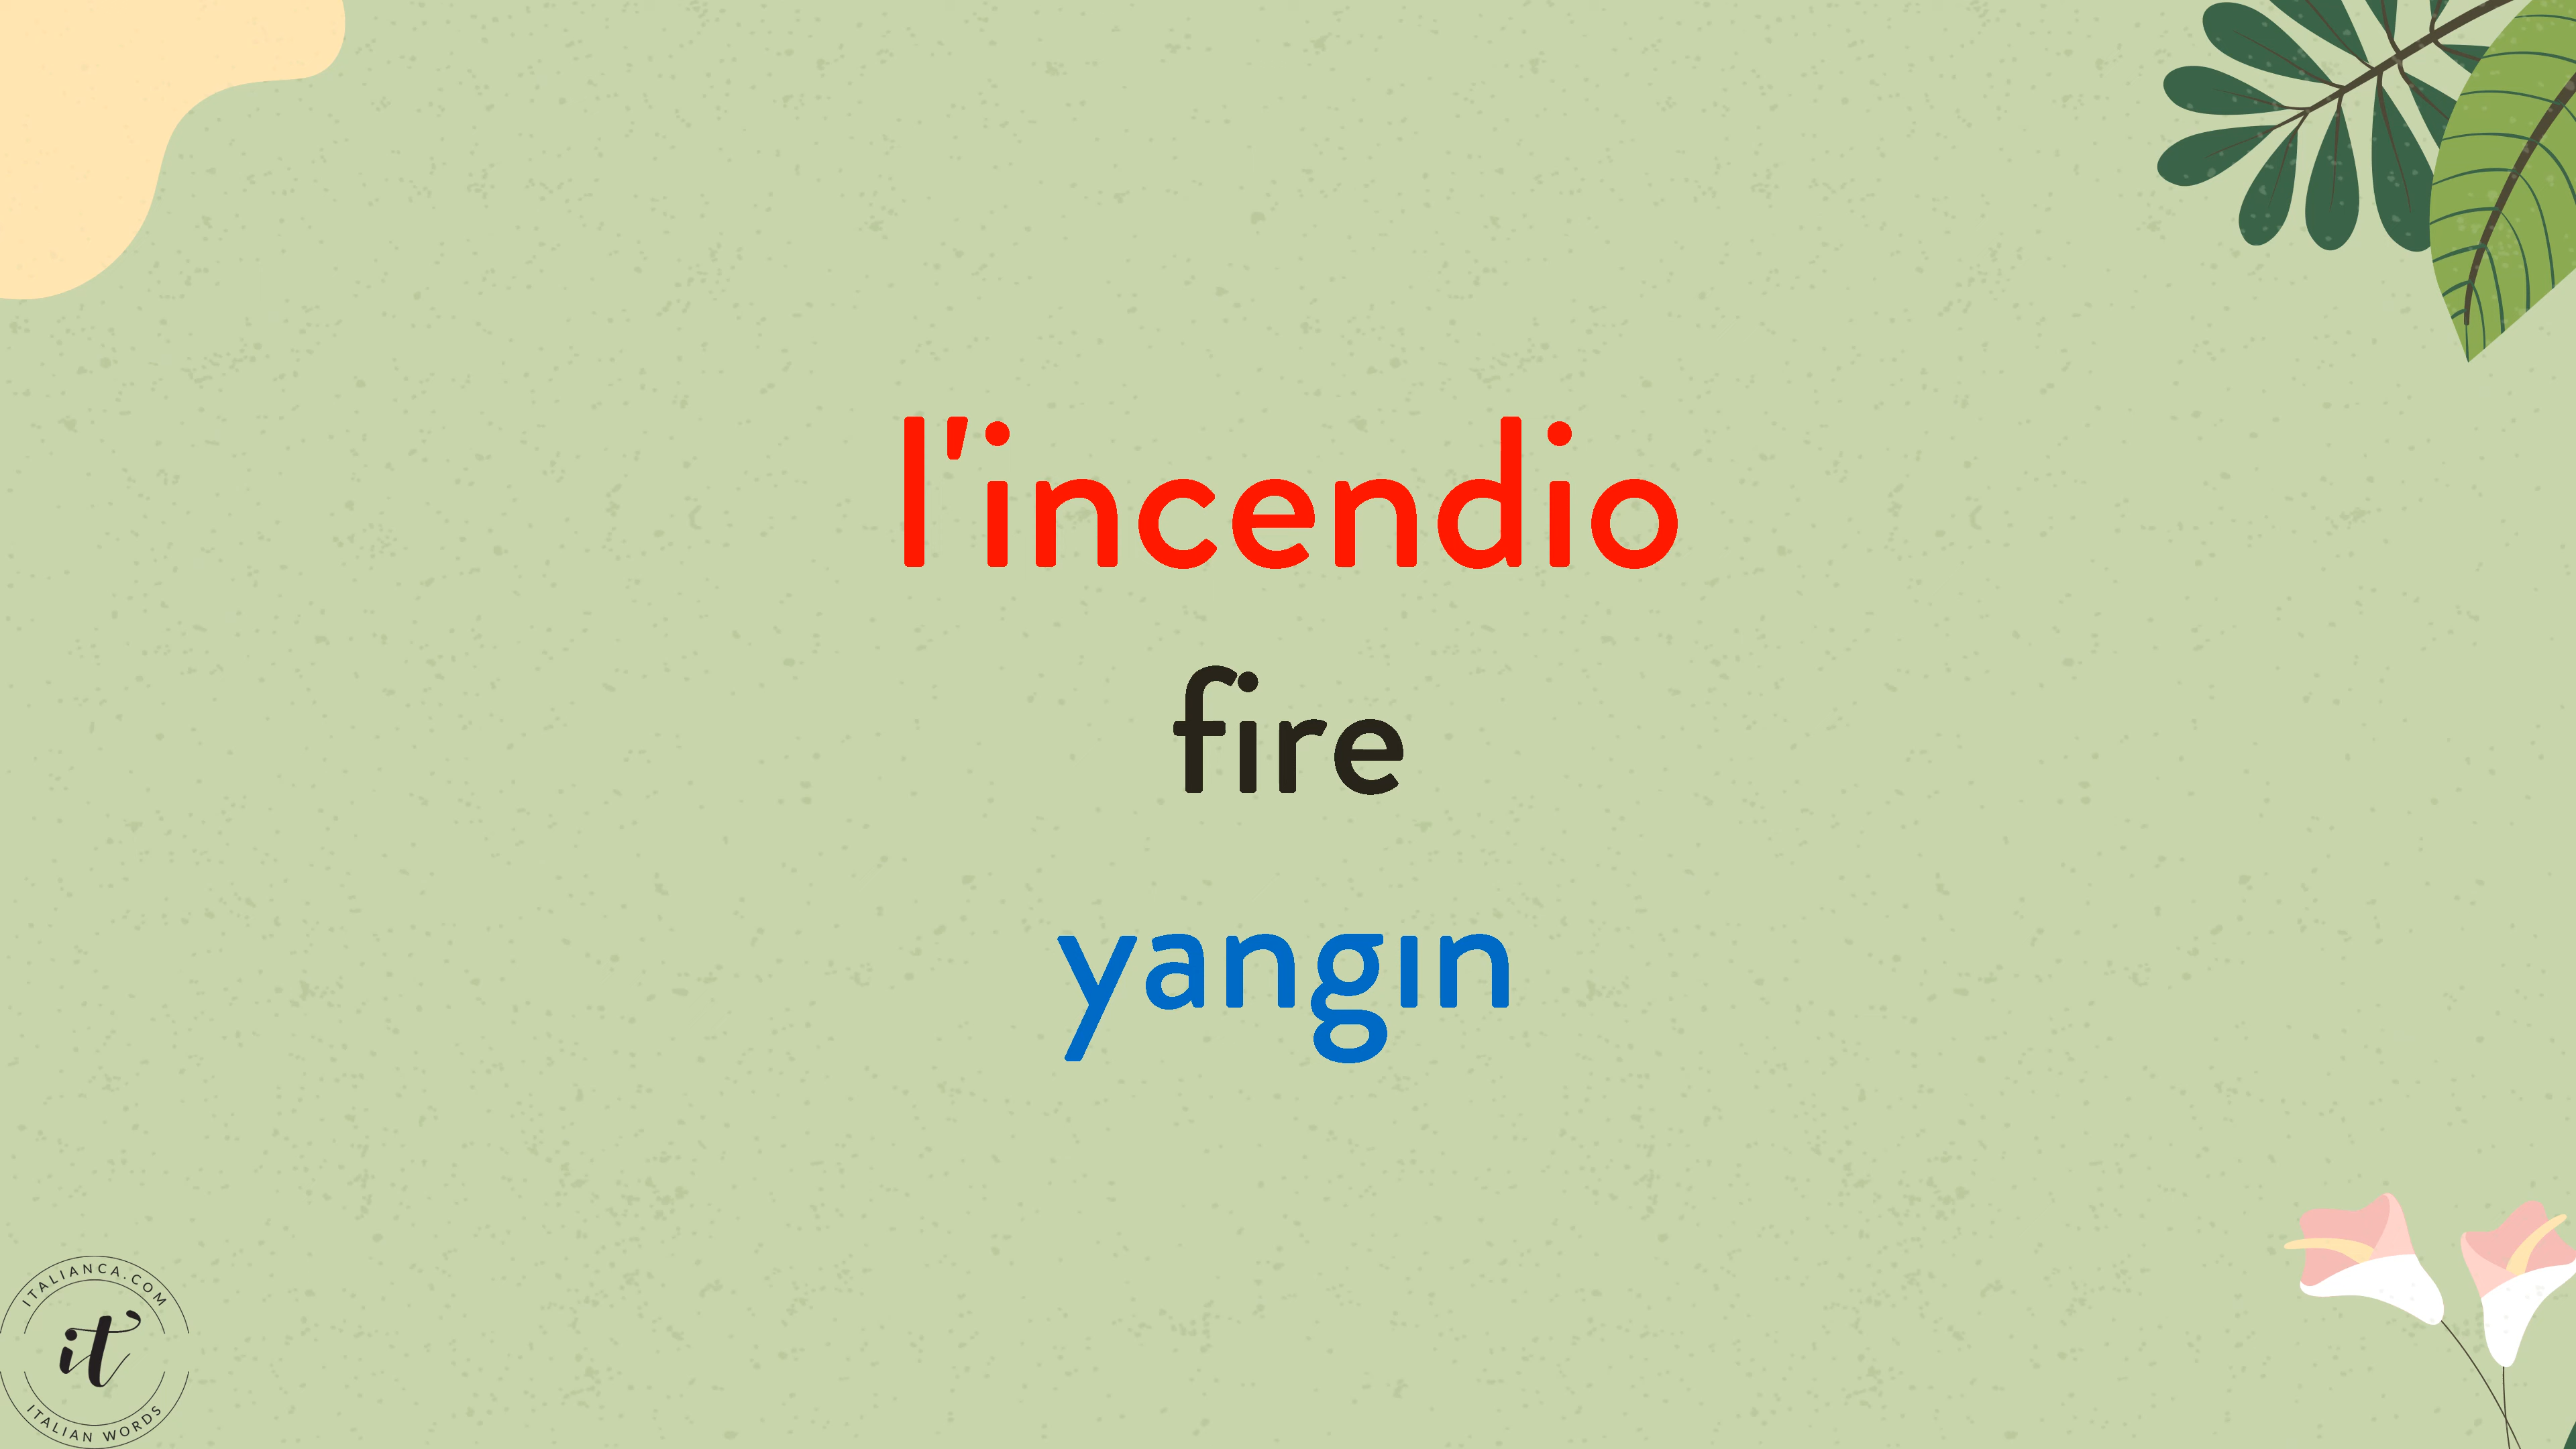 l'incendio
fire
yangın
ITALIANCA.COM
it
ITALIAN WORDS